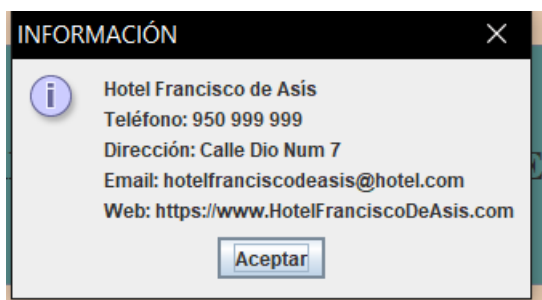 INFORMACIÓN
Hotel Francisco de Asís
Teléfono: 950 999 999
Dirección: Calle Dio Num 7
Email: hotelfranciscodeasis@hotel.com
Web: https://www.HotelFranciscoDeAsis.com
Aceptar